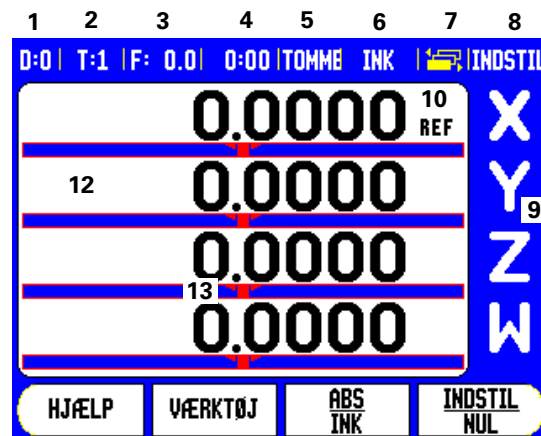 1 2 3 4 5 6 7 8
D:0 | T:1 | F: 0.0 | 0:00 | TOMME INK | INDSTIL
0.0000 10 REF X
12 0.0000 Y 9
0.0000 Z
13
0.0000 W
HJÆLP VÆRKTØJ ABS INK INDSTIL NUL